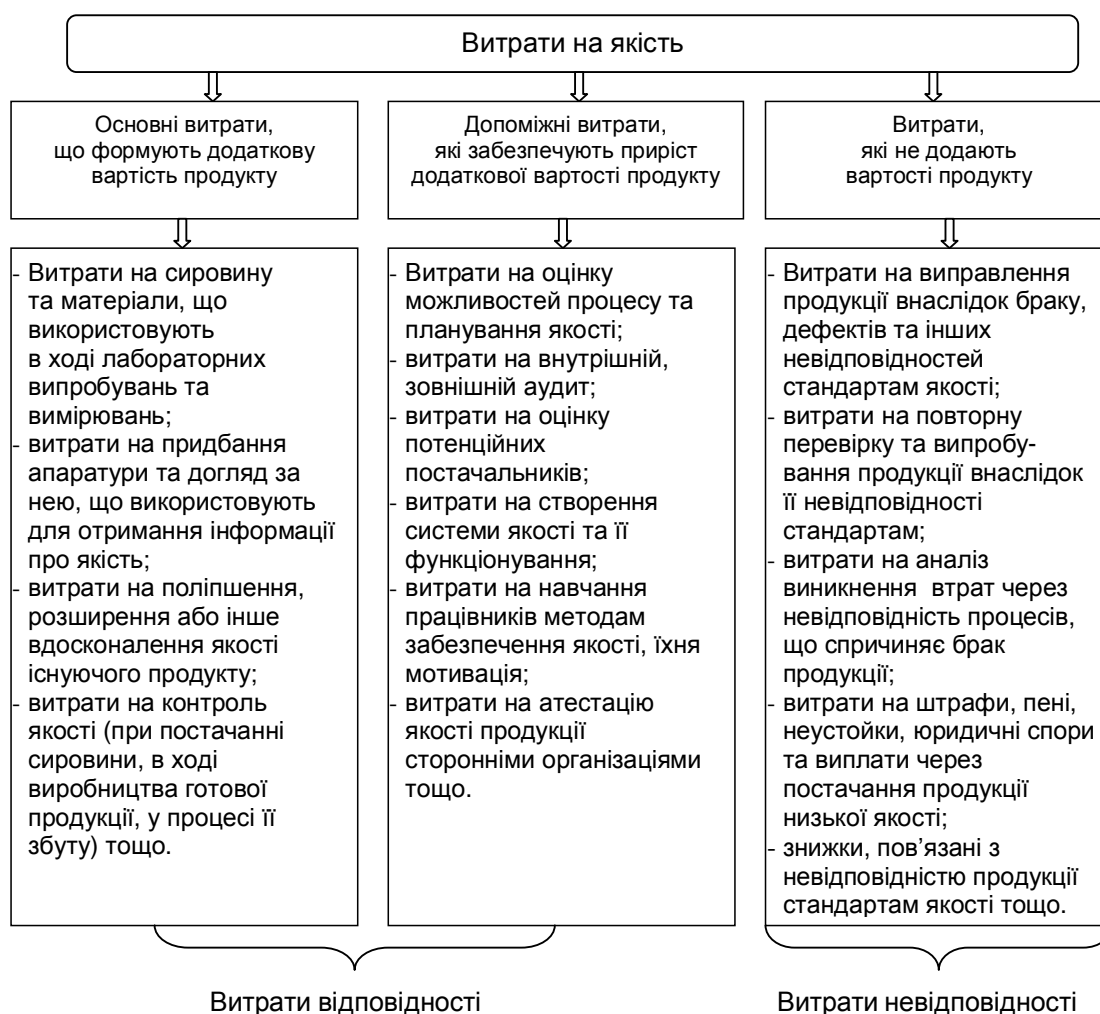 Витрати на якість
Основні витрати,
що формують додаткову
вартість продукту
Допоміжні витрати,
які забезпечують приріст
додаткової вартості продукту
Витрати,
які не додають
вартості продукту
- Витрати на сировину
та матеріали, що
використовують
в ході лабораторних
випробувань та
вимірювань;
- витрати на придбання
апаратури та догляд за
нею, що використовують
для отримання інформації
про якість;
- витрати на поліпшення,
розширення або інше
вдосконалення якості
існуючого продукту;
- витрати на контроль
якості (при постачанні
сировини, в ході
виробництва готової
продукції, у процесі її
збуту) тощо.
- Витрати на оцінку
можливостей процесу та
планування якості;
- витрати на внутрішній,
зовнішній аудит;
- витрати на оцінку
потенційних
постачальників;
- витрати на створення
системи якості та її
функціонування;
- витрати на навчання
працівників методам
забезпечення якості, їхня
мотивація;
- витрати на атестацію
якості продукції
сторонніми організаціями
тощо.
- Витрати на виправлення
продукції внаслідок браку,
дефектів та інших
невідповідностей
стандартам якості;
- витрати на повторну
перевірку та випробу-
вання продукції внаслідок
її невідповідності
стандартам;
- витрати на аналіз
виникнення втрат через
невідповідність процесів,
що спричиняє брак
продукції;
- витрати на штрафи, пені,
неустойки, юридичні спори
та виплати через
постачання продукції
низької якості;
- знижки, пов’язані з
невідповідністю продукції
стандартам якості тощо.
Витрати відповідності
Витрати невідповідності